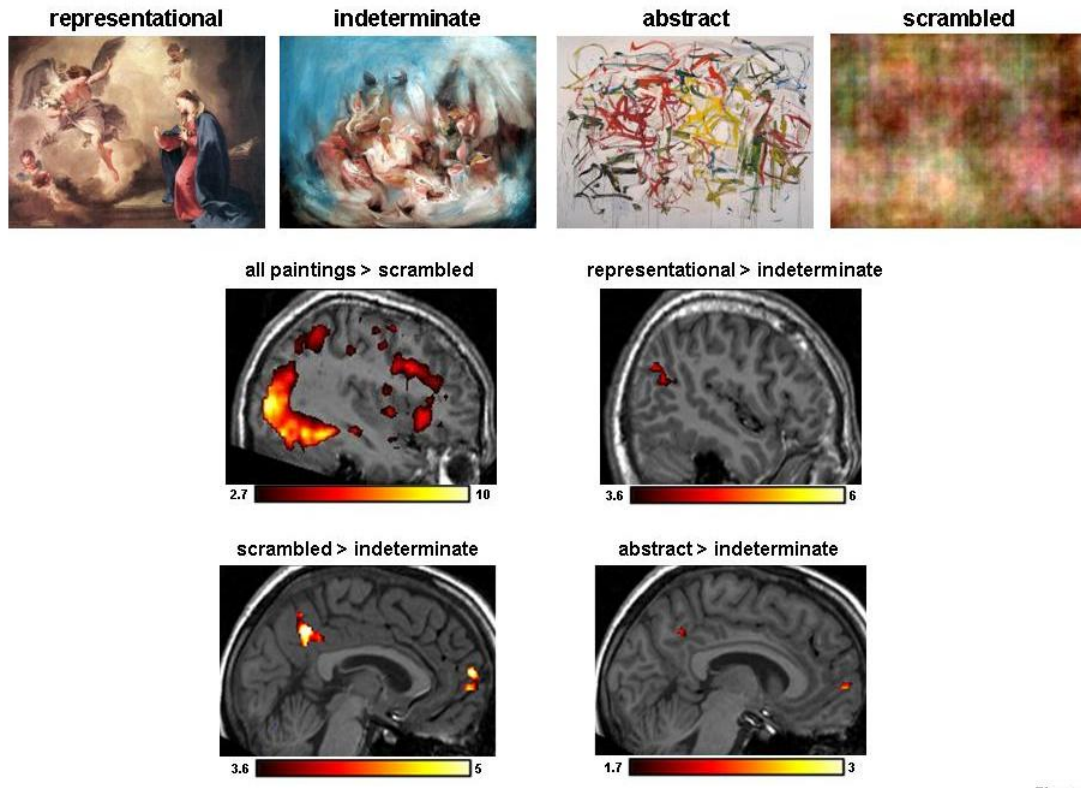 representational
indeterminate
abstract
scrambled
all paintings > scrambled
representational > indeterminate
2.7
10
3.6
6
scrambled > indeterminate
abstract > indeterminate
3.6
5
1.7
3